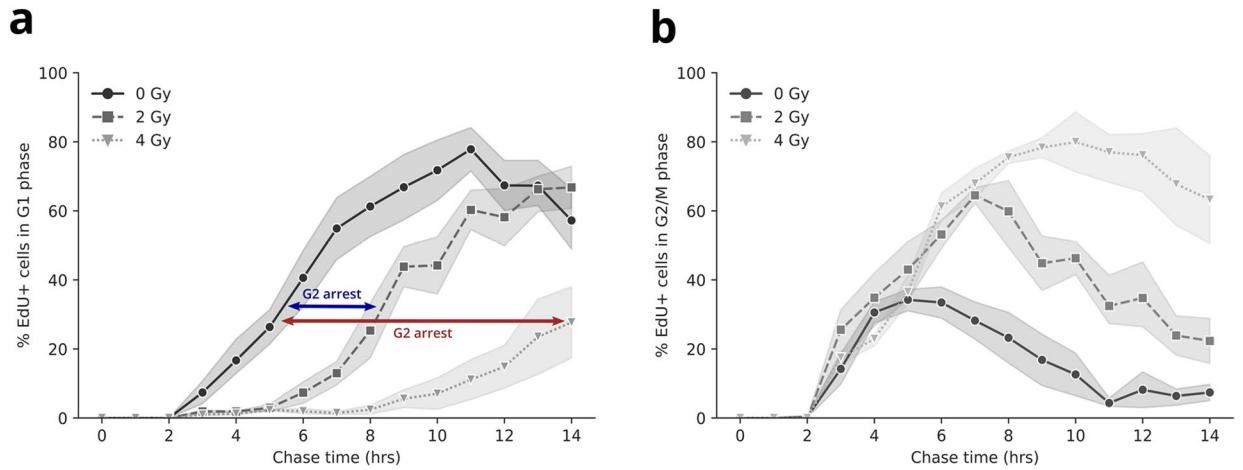 a
100
80
60
40
20
0
% EdU+ cells in G1 phase
0 Gy
2 Gy
4 Gy
G2 arrest
G2 arrest
0 2 4 6 8 10 12 14
Chase time (hrs)
b
100
80
60
40
20
0
% EdU+ cells in G2/M phase
0 Gy
2 Gy
4 Gy
0 2 4 6 8 10 12 14
Chase time (hrs)